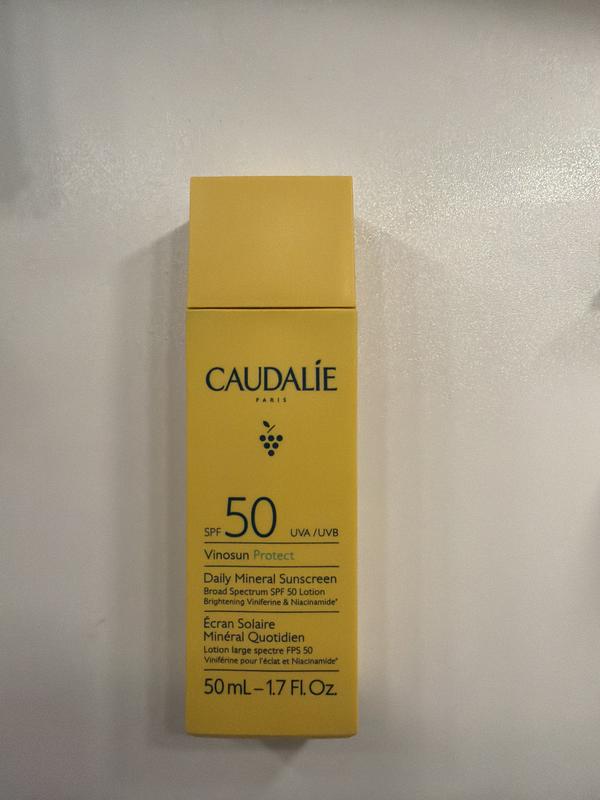 CAUDALÍE
PARIS
SPF 50 UVA/UVB
Vinosun Protect
Daily Mineral Sunscreen
Broad Spectrum SPF 50 Lotion
Brightening Viniferine & Niacinamide*
Écran Solaire
Minéral Quotidien
Lotion large spectre FPS 50
Viniférine pour l'éclat et Niacinamide*
50 mL – 1.7 Fl. Oz.